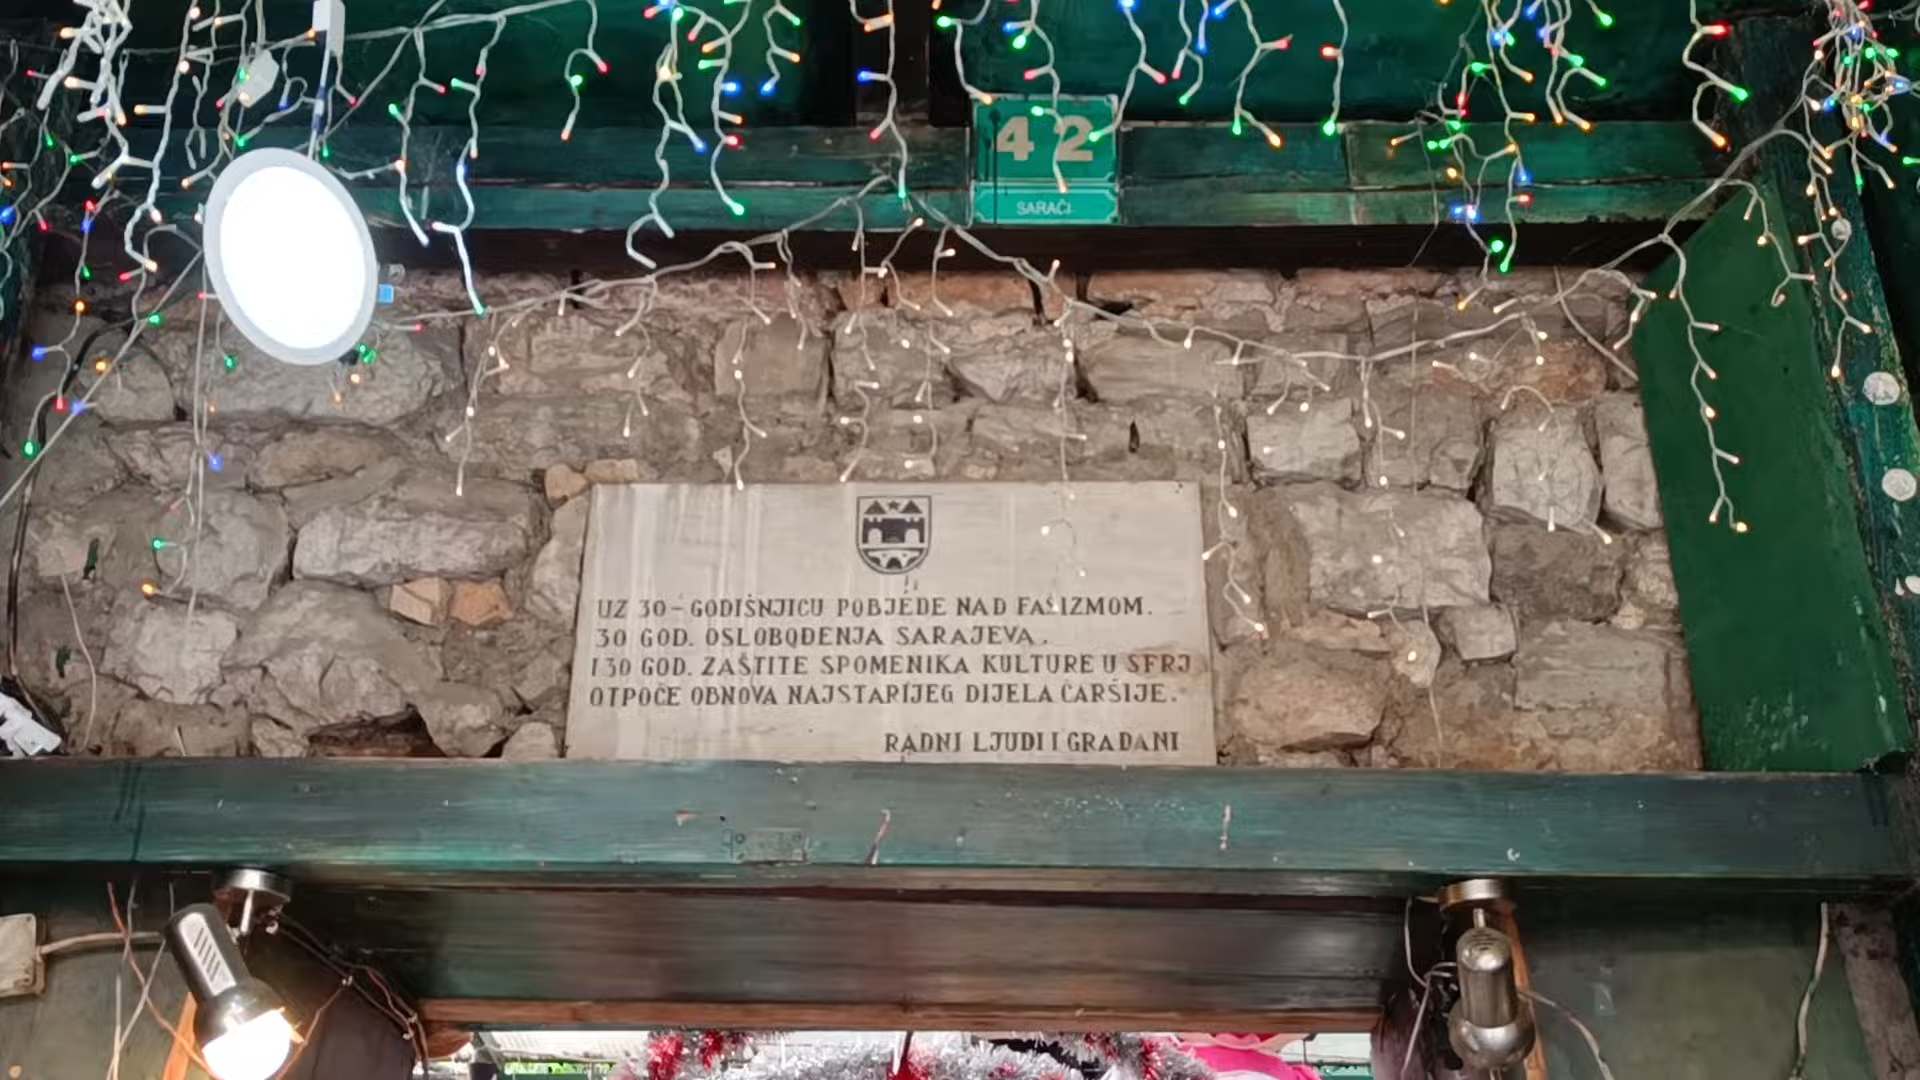 42
SARAČI
UZ 30-GODIŠNJICU POBJEDE NAD FAŠIZMOM.
30 GOD. OSLOBOĐENJA SARAJEVA.
I 30 GOD. ZAŠTITE SPOMENIKA KULTURE U SFRJ
OTPOČE OBNOVA NAJSTARIJEG DIJELA ČARŠIJE.
RADNI LJUDI I GRAĐANI